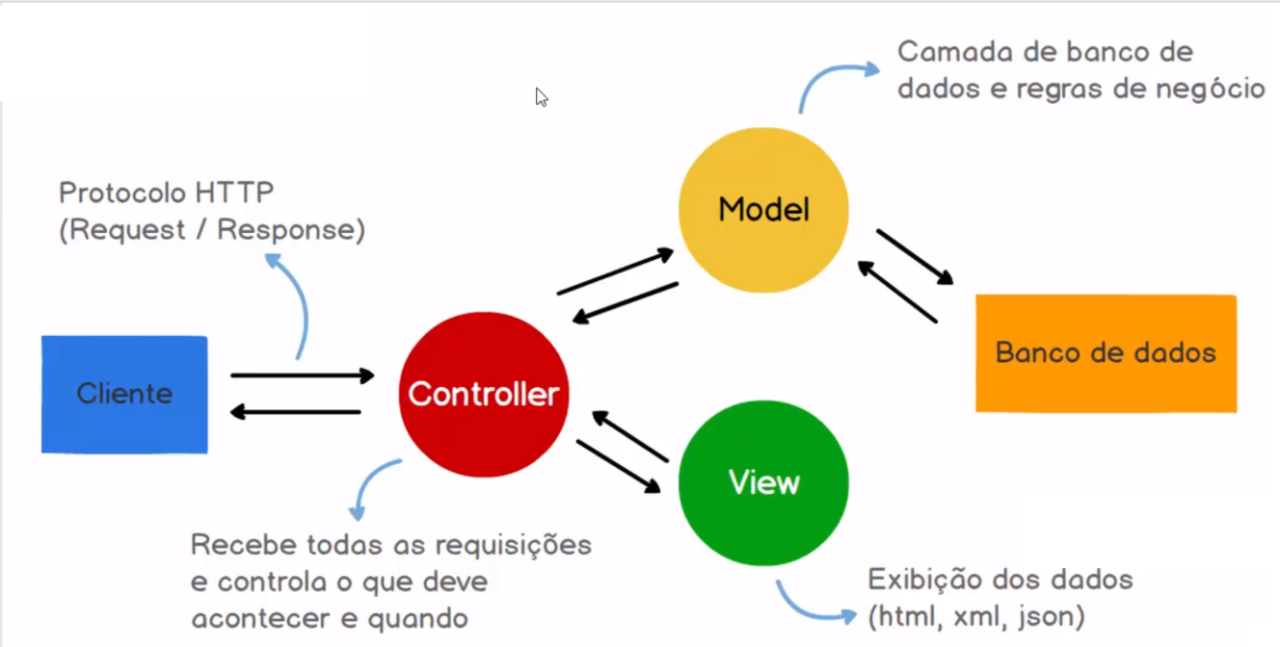 Camada de banco de
dados e regras de negócio
Protocolo HTTP
(Request / Response)
Model
Banco de dados
Cliente
Controller
View
Recebe todas as requisições
e controla o que deve
acontecer e quando
Exibição dos dados
(html, xml, json)